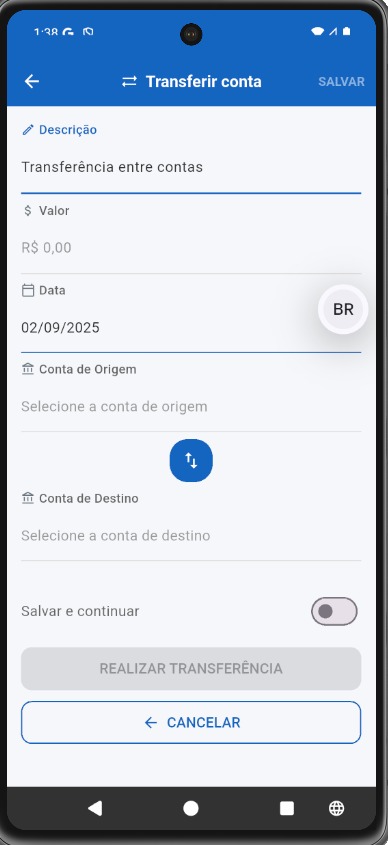 1:38
Transferir conta
SALVAR
Descrição
Transferência entre contas
Valor
R$ 0,00
Data
BR
02/09/2025
Conta de Origem
Selecione a conta de origem
Conta de Destino
Selecione a conta de destino
Salvar e continuar
REALIZAR TRANSFERÊNCIA
CANCELAR